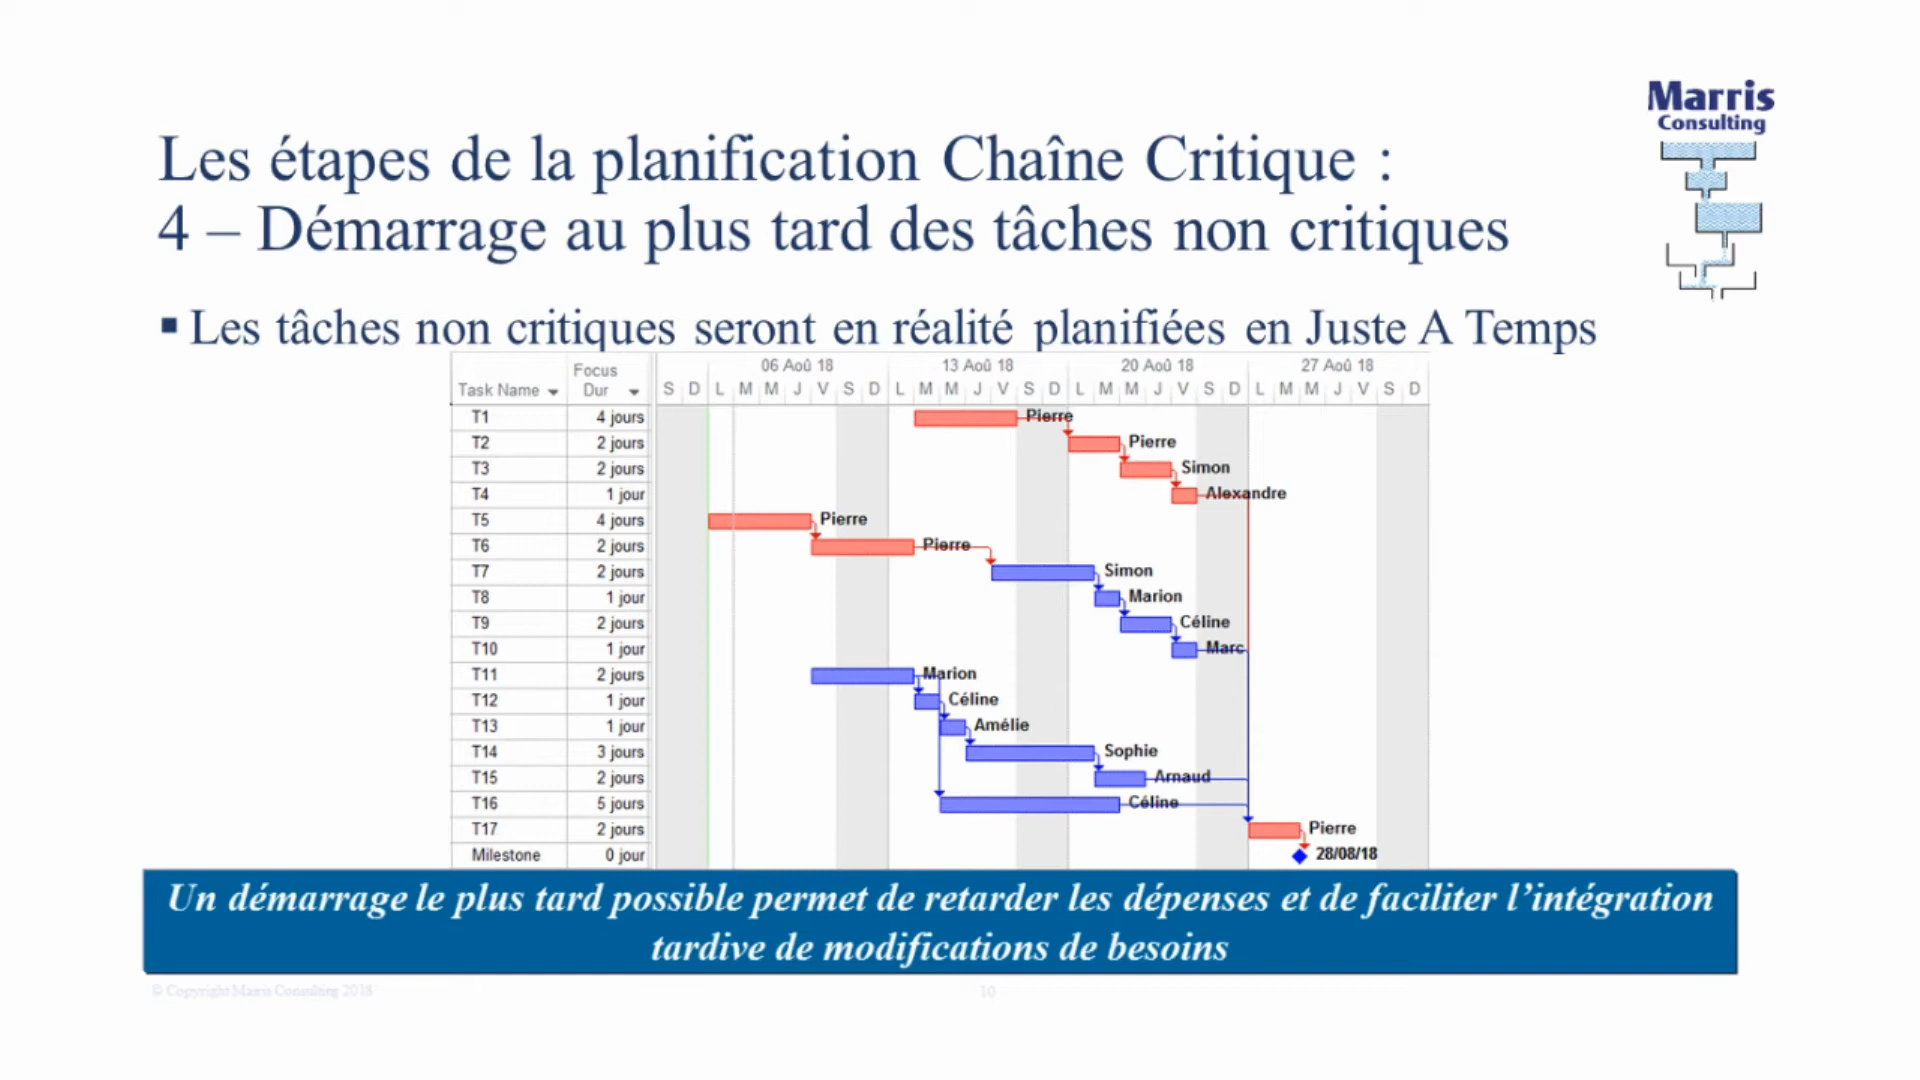 Marris
Consulting
Les étapes de la planification Chaîne Critique :
4 – Démarrage au plus tard des tâches non critiques
▪ Les tâches non critiques seront en réalité planifiées en Juste A Temps
Task Name Focus Dur 06 Aoû 18 13 Aoû 18 20 Aoû 18 27 Aoû 18
S D L M M J V S D L M M J V S D L M M J V S D L M M J V S D
T1 4 jours Pierre
T2 2 jours Pierre
T3 2 jours Simon
T4 1 jour Alexandre
T5 4 jours Pierre
T6 2 jours Pierre
T7 2 jours Simon
T8 1 jour Marion
T9 2 jours Céline
T10 1 jour Marc
T11 2 jours Marion
T12 1 jour Céline
T13 1 jour Amélie
T14 3 jours Sophie
T15 2 jours Arnaud
T16 5 jours Céline
T17 2 jours Pierre
Milestone 0 jour 28/08/18
Un démarrage le plus tard possible permet de retarder les dépenses et de faciliter l’intégration
tardive de modifications de besoins
© Copyright Marris Consulting 2018
10